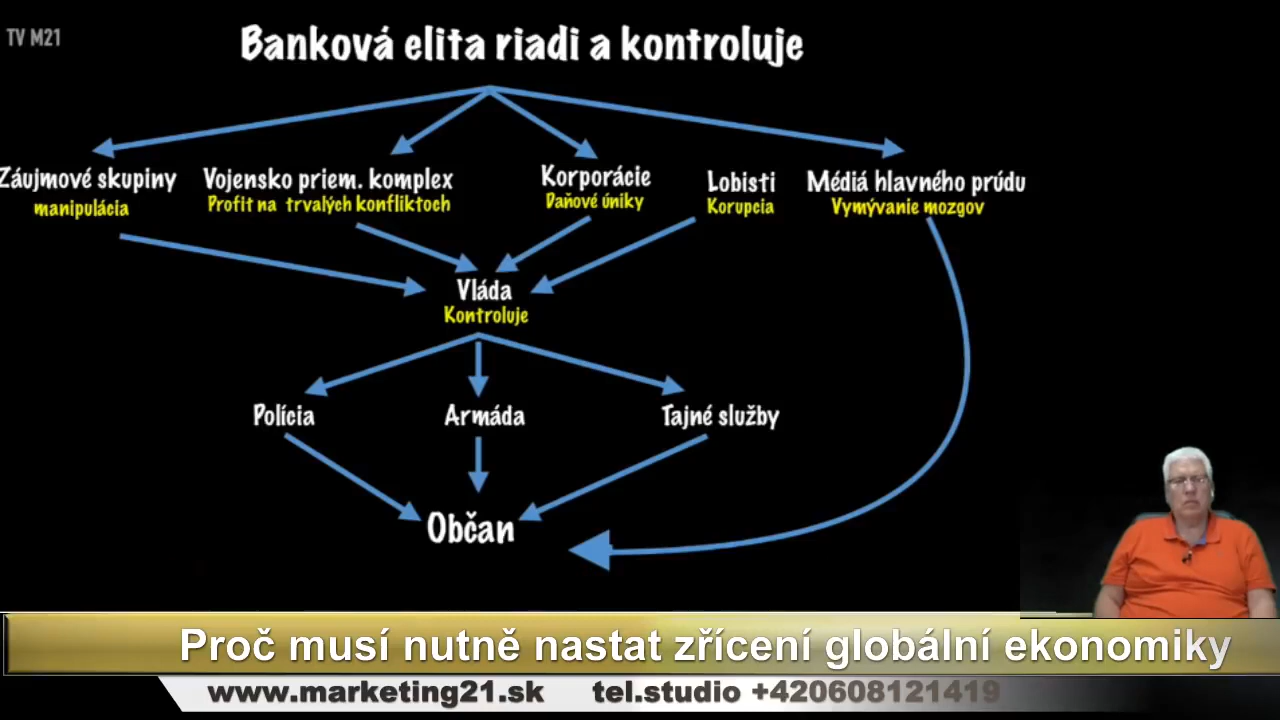 TV M21
Banková elita riadi a kontroluje
Záujmové skupiny
manipulácia
Vojensko priem. komplex
Profit na trvalých konfliktoch
Korporácie
Daňové úniky
Lobisti
Korupcia
Médiá hlavného prúdu
Vymývanie mozgov
Vláda
Kontroluje
Polícia
Armáda
Tajné služby
Občan
Proč musí nutně nastat zřícení globální ekonomiky
www.marketing21.sk tel.studio +420608121419